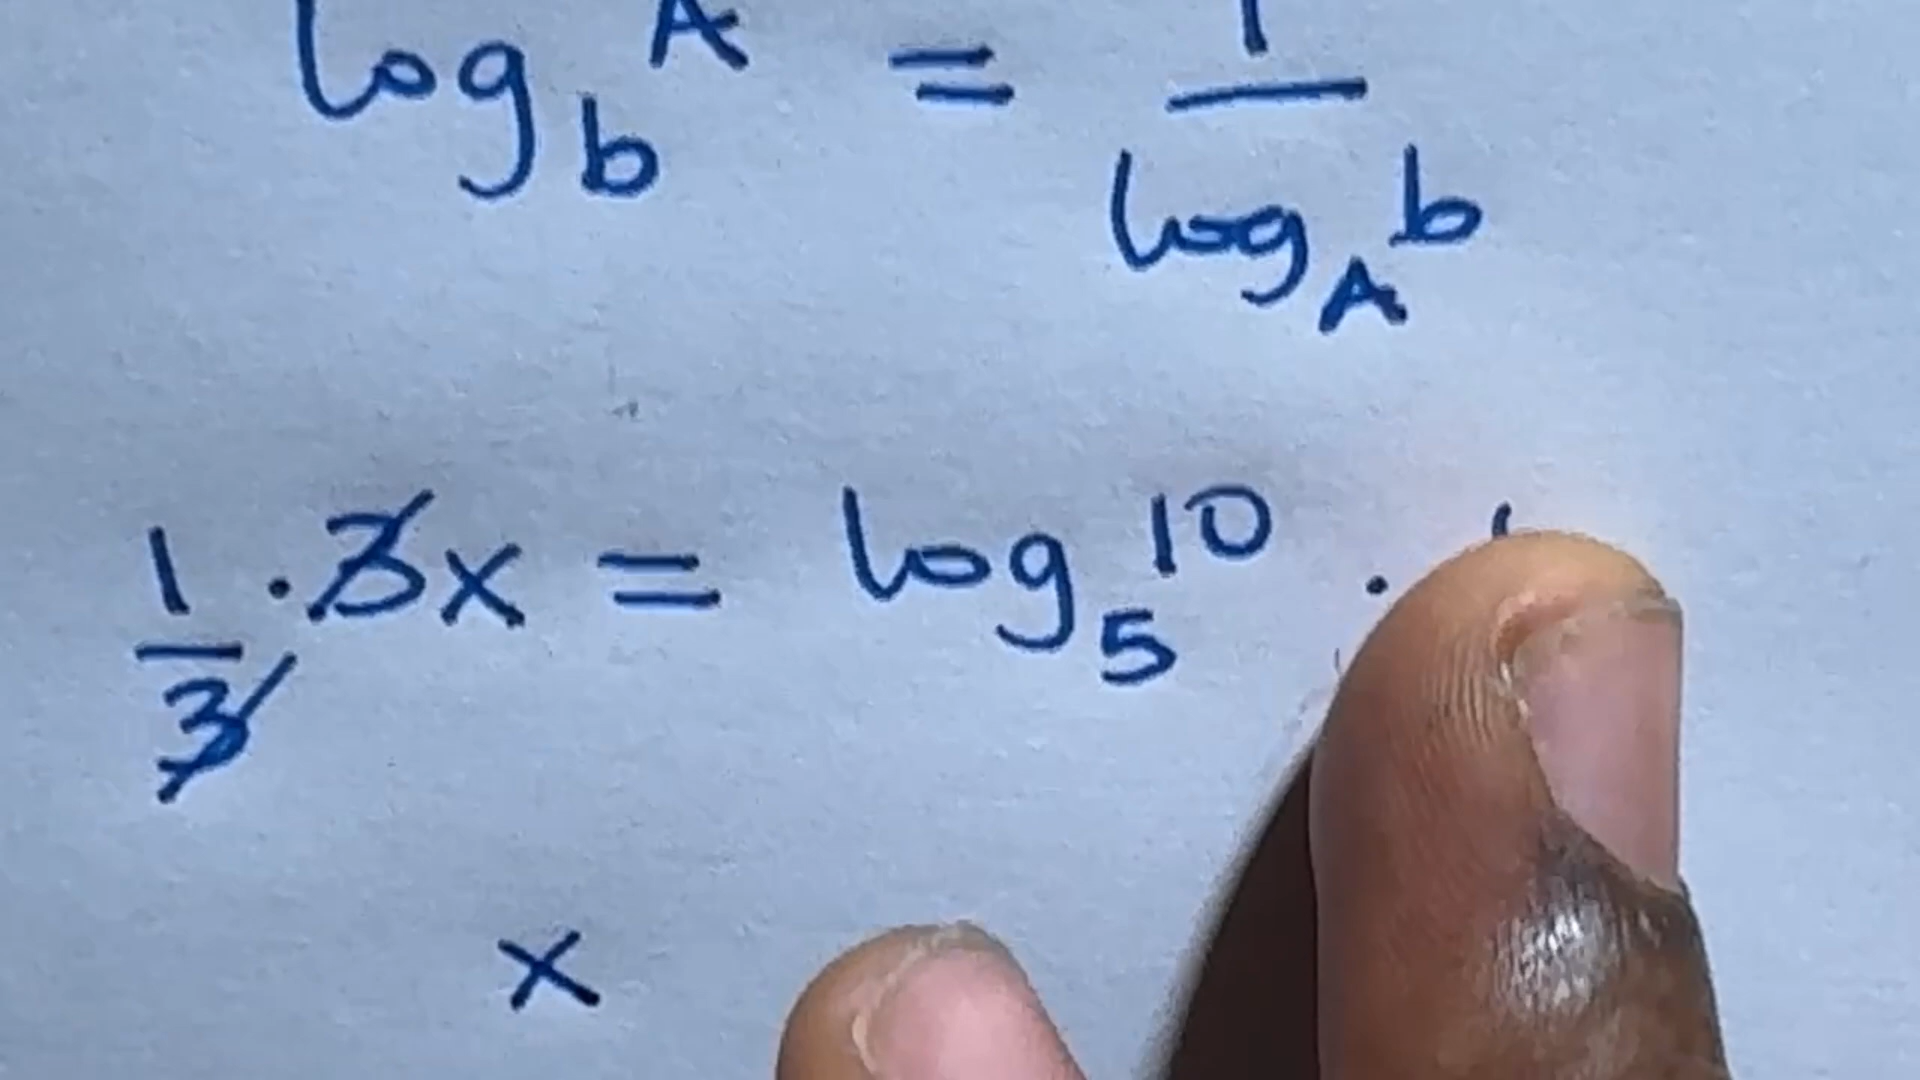 log_b A = 1 / log_A b
1/3 · 3x = log_5 10 ·
x